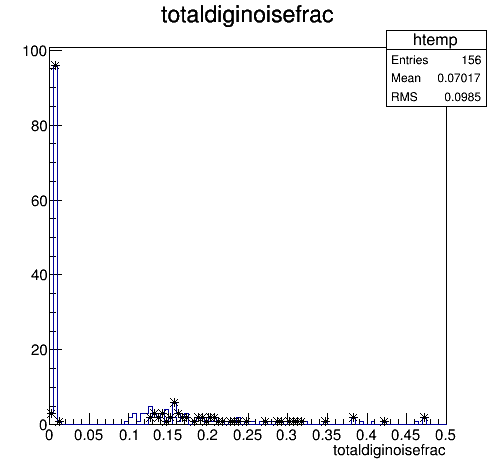 totaldiginoisefrac
htemp
Entries 156
Mean 0.07017
RMS 0.0985
100
80
60
40
20
0
0 0.05 0.1 0.15 0.2 0.25 0.3 0.35 0.4 0.45 0.5
totaldiginoisefrac